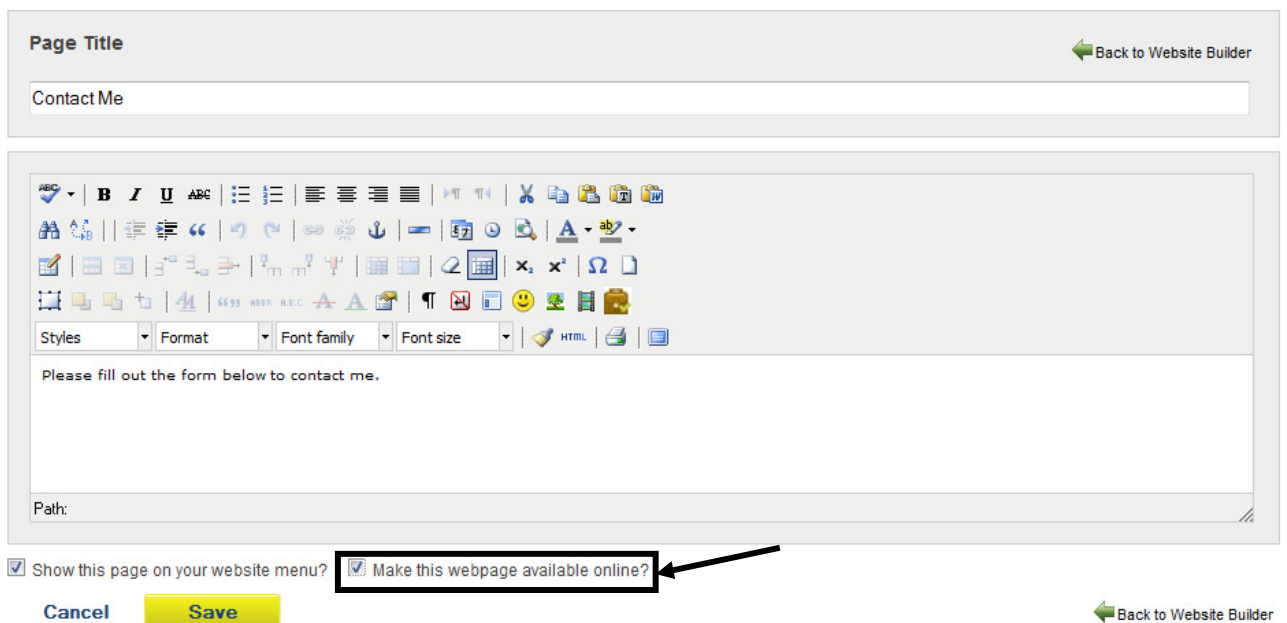 Page Title
Back to Website Builder
Contact Me
Styles Format Font family Font size HTML
Please fill out the form below to contact me.
Path:
Show this page on your website menu? Make this webpage available online?
Cancel Save Back to Website Builder